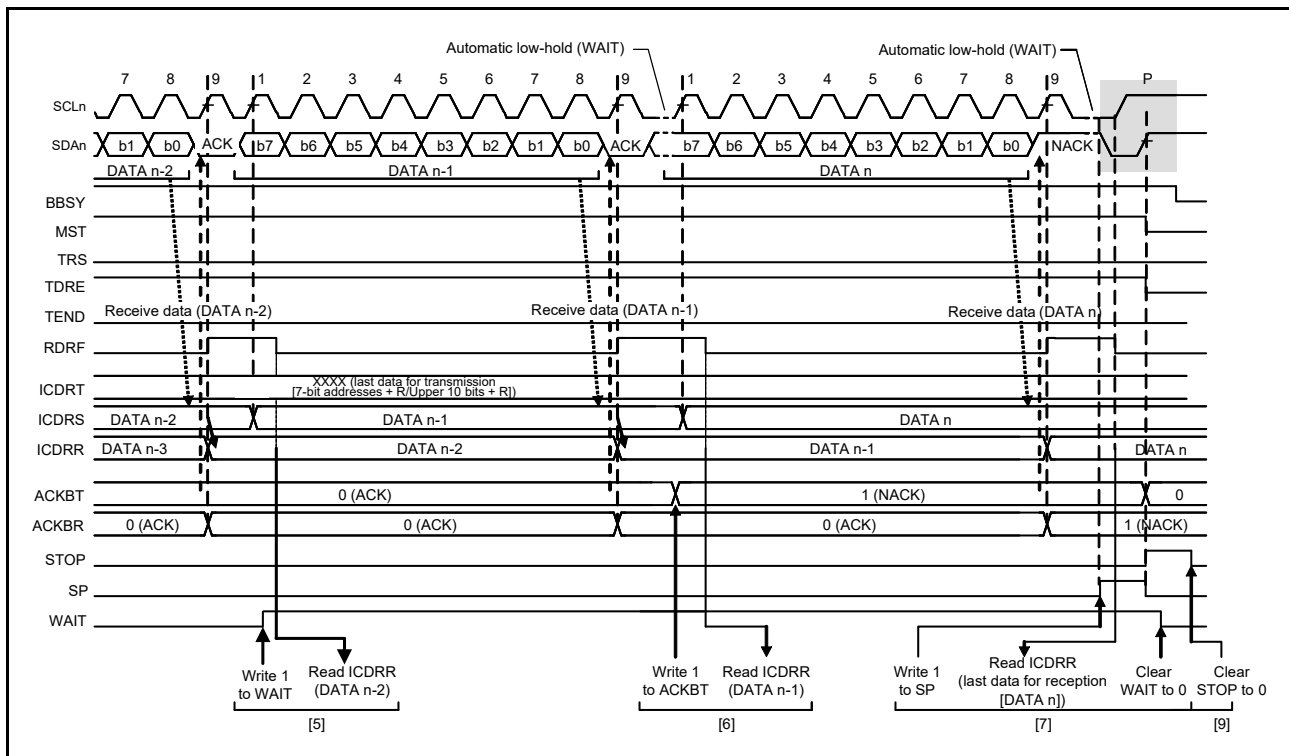 Automatic low-hold (WAIT) Automatic low-hold (WAIT)
7 8 9 1 2 3 4 5 6 7 8 9 1 2 3 4 5 6 7 8 9 P
SCLn
SDAn b1 b0 ACK b7 b6 b5 b4 b3 b2 b1 b0 ACK b7 b6 b5 b4 b3 b2 b1 b0 NACK
DATA n-2 DATA n-1 DATA n
BBSY
MST
TRS
TDRE
TEND Receive data (DATA n-2) Receive data (DATA n-1) Receive data (DATA n)
RDRF
ICDRT XXXX (last data for transmission
[7-bit addresses + R/Upper 10 bits + R])
ICDRS DATA n-2 DATA n-1 DATA n
ICDRR DATA n-3 DATA n-2 DATA n-1 DATA n
ACKBT 0 (ACK) 1 (NACK) 0
ACKBR 0 (ACK) 0 (ACK) 0 (ACK) 1 (NACK)
STOP
SP
WAIT
Write 1 to WAIT
Read ICDRR (DATA n-2)
Write 1 to ACKBT
Read ICDRR (DATA n-1)
Write 1 to SP
Read ICDRR (last data for reception [DATA n])
Clear WAIT to 0
Clear STOP to 0
[5] [6] [7] [9]